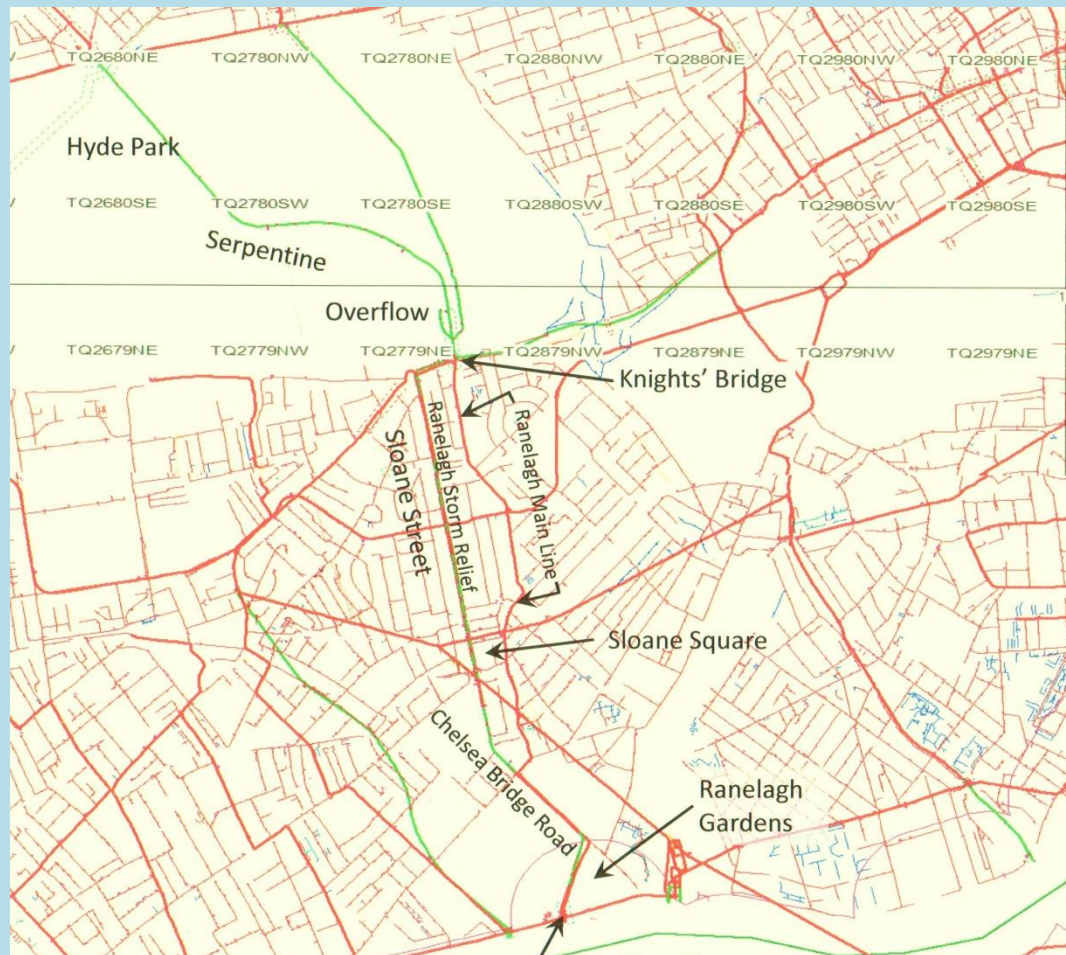 TQ2680NE TQ2780NW TQ2780NE TQ2880NW TQ2880NE TQ2980NW TQ2980NE
Hyde Park
TQ2680SE TQ2780SW TQ2780SE TQ2880SW TQ2880SE TQ2980SW TQ2980SE
Serpentine
Overflow
TQ2679NE TQ2779NW TQ2779NE TQ2879NW TQ2879NE TQ2979NW TQ2979NE
Knights' Bridge
Ranelagh Storm Relief
Sloane Street
Ranelagh Main Line
Sloane Square
Chelsea Bridge Road
Ranelagh
Gardens